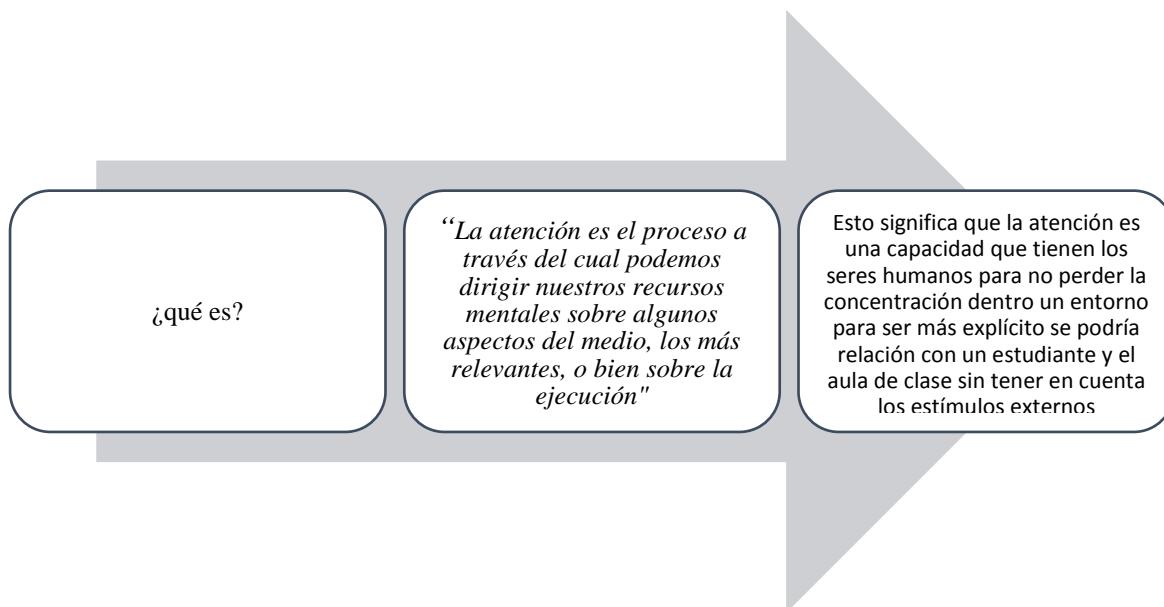 ¿qué es?
“La atención es el proceso a
través del cual podemos
dirigir nuestros recursos
mentales sobre algunos
aspectos del medio, los más
relevantes, o bien sobre la
ejecución"
Esto significa que la atención es
una capacidad que tienen los
seres humanos para no perder la
concentración dentro un entorno
para ser más explícito se podría
relación con un estudiante y el
aula de clase sin tener en cuenta
los estímulos externos